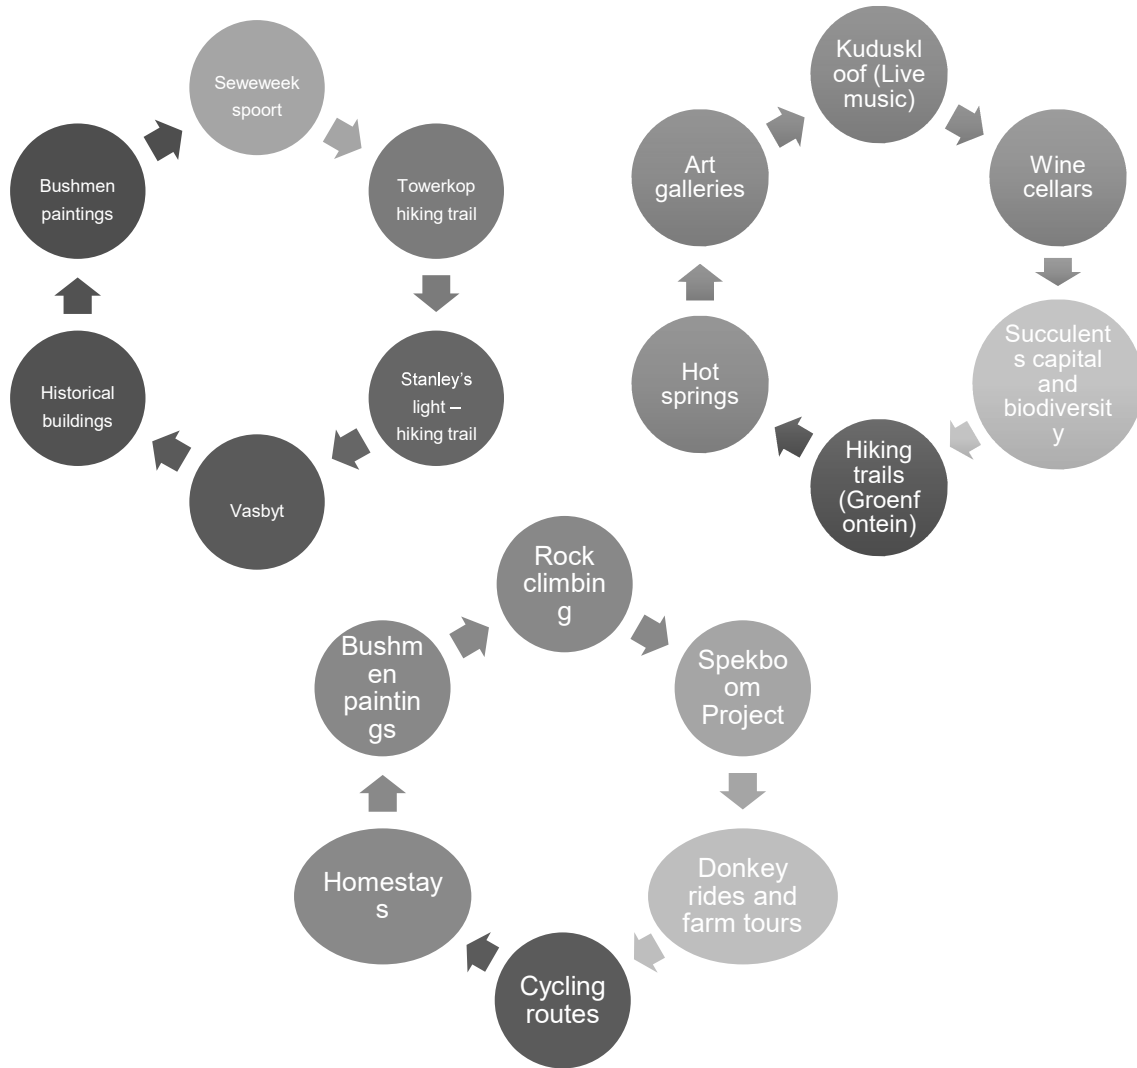 Seweweek
spoort
Towerkop
hiking trail
Stanley’s
light –
hiking trail
Vasbyt
Historical
buildings
Bushmen
paintings
Kuduskl
oof (Live
music)
Wine
cellars
Succulent
s capital
and
biodiversit
y
Hiking
trails
(Groenf
ontein)
Hot
springs
Art
galleries
Rock
climbin
g
Spekbo
om
Project
Donkey
rides and
farm tours
Cycling
routes
Homestay
s
Bushm
en
paintin
gs